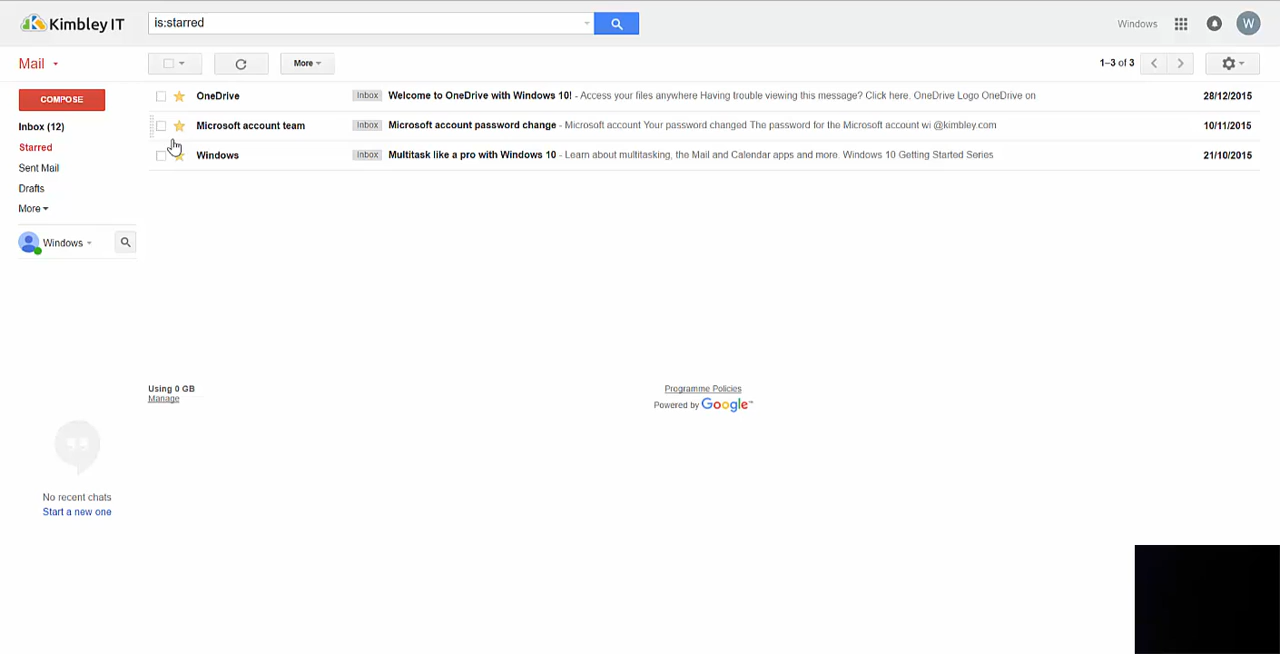 Kimbley IT
is:starred
Windows
W
Mail
More
1–3 of 3
COMPOSE
Inbox (12)
Starred
Sent Mail
Drafts
More
Windows
OneDrive Inbox Welcome to OneDrive with Windows 10! - Access your files anywhere Having trouble viewing this message? Click here. OneDrive Logo OneDrive on 28/12/2015
Microsoft account team Inbox Microsoft account password change - Microsoft account Your password changed The password for the Microsoft account wi @kimbley.com 10/11/2015
Windows Inbox Multitask like a pro with Windows 10 - Learn about multitasking, the Mail and Calendar apps and more. Windows 10 Getting Started Series 21/10/2015
Using 0 GB
Manage
Programme Policies
Powered by Google™
No recent chats
Start a new one